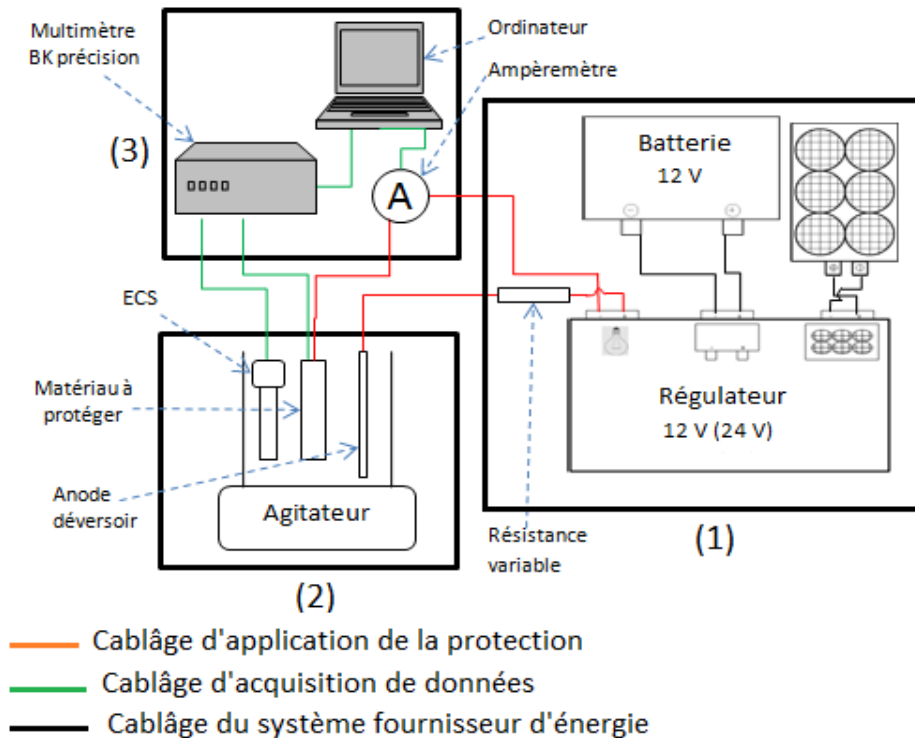 Multimètre
BK précision
Ordinateur
Ampèremètre
(3)
A
Batterie
12 V
ECS
Matériau à
protéger
Anode
déversoir
Agitateur
Régulateur
12 V (24 V)
Résistance
variable
(1)
(2)
Cablâge d'application de la protection
Cablâge d'acquisition de données
Cablâge du système fournisseur d'énergie